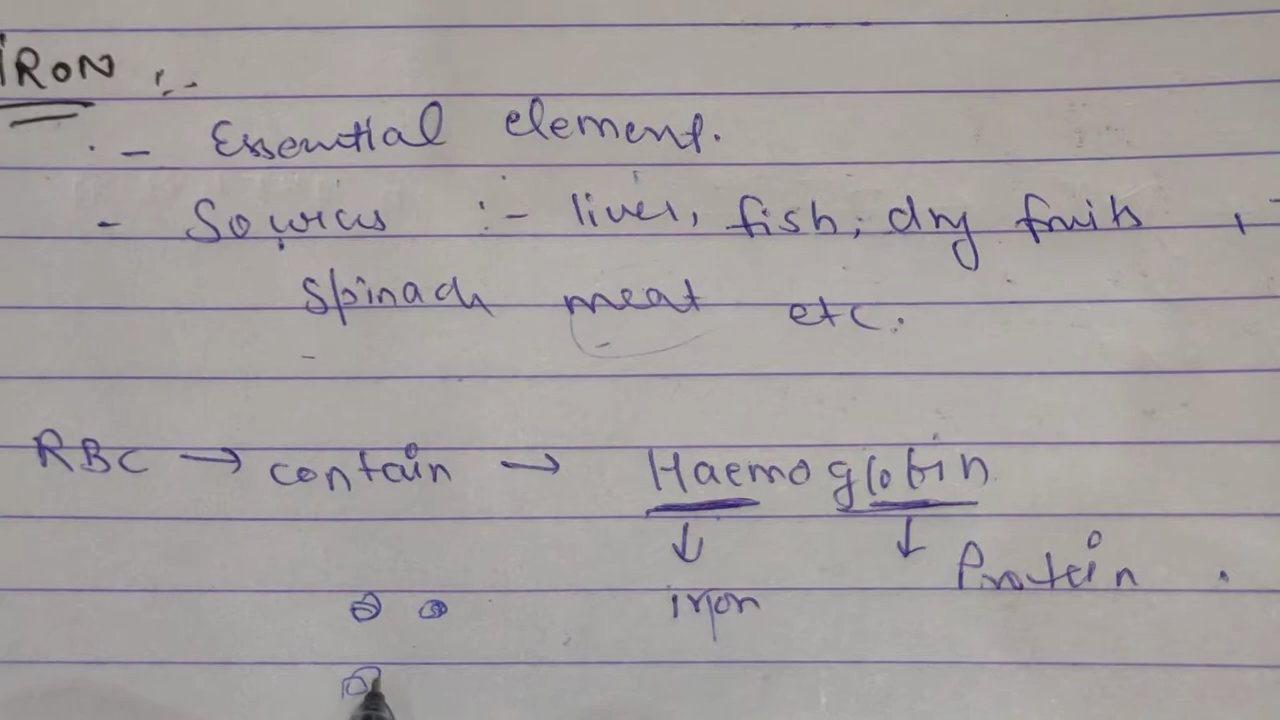 IRON :-
- Essential element.
- Sources :- liver, fish, dry fruits ,
Spinach meat etc.
RBC → contain → Haemoglobin
↓ ↓
Protein .
iron